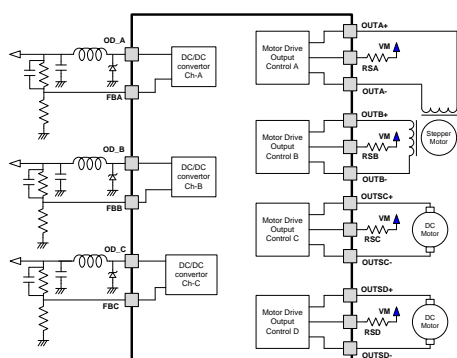 OD_A
DC/DC
convertor
Ch-A
FBA
OD_B
DC/DC
convertor
Ch-B
FBB
OD_C
DC/DC
convertor
Ch-C
FBC
OUTA+
Motor Drive
Output
Control A
VM
RSA
OUTA-
OUTB+
Motor Drive
Output
Control B
VM
RSB
OUTB-
Stepper
Motor
OUTSC+
Motor Drive
Output
Control C
VM
RSC
OUTSC-
DC
Motor
OUTSD+
Motor Drive
Output
Control D
VM
RSD
OUTSD-
DC
Motor